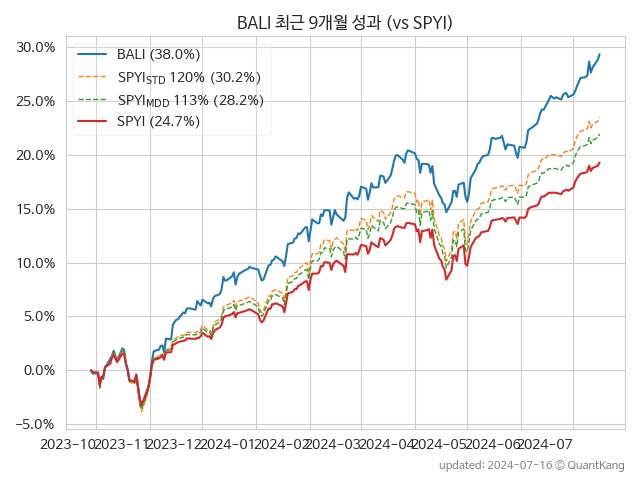 BALI 최근 9개월 성과 (vs SPYI)
30.0%
25.0%
20.0%
15.0%
10.0%
5.0%
0.0%
−5.0%
BALI (38.0%)
SPYI_STD 120% (30.2%)
SPYI_MDD 113% (28.2%)
SPYI (24.7%)
2023-10 2023-11 2023-12 2024-01 2024-02 2024-03 2024-04 2024-05 2024-06 2024-07
updated: 2024-07-16 © QuantKang